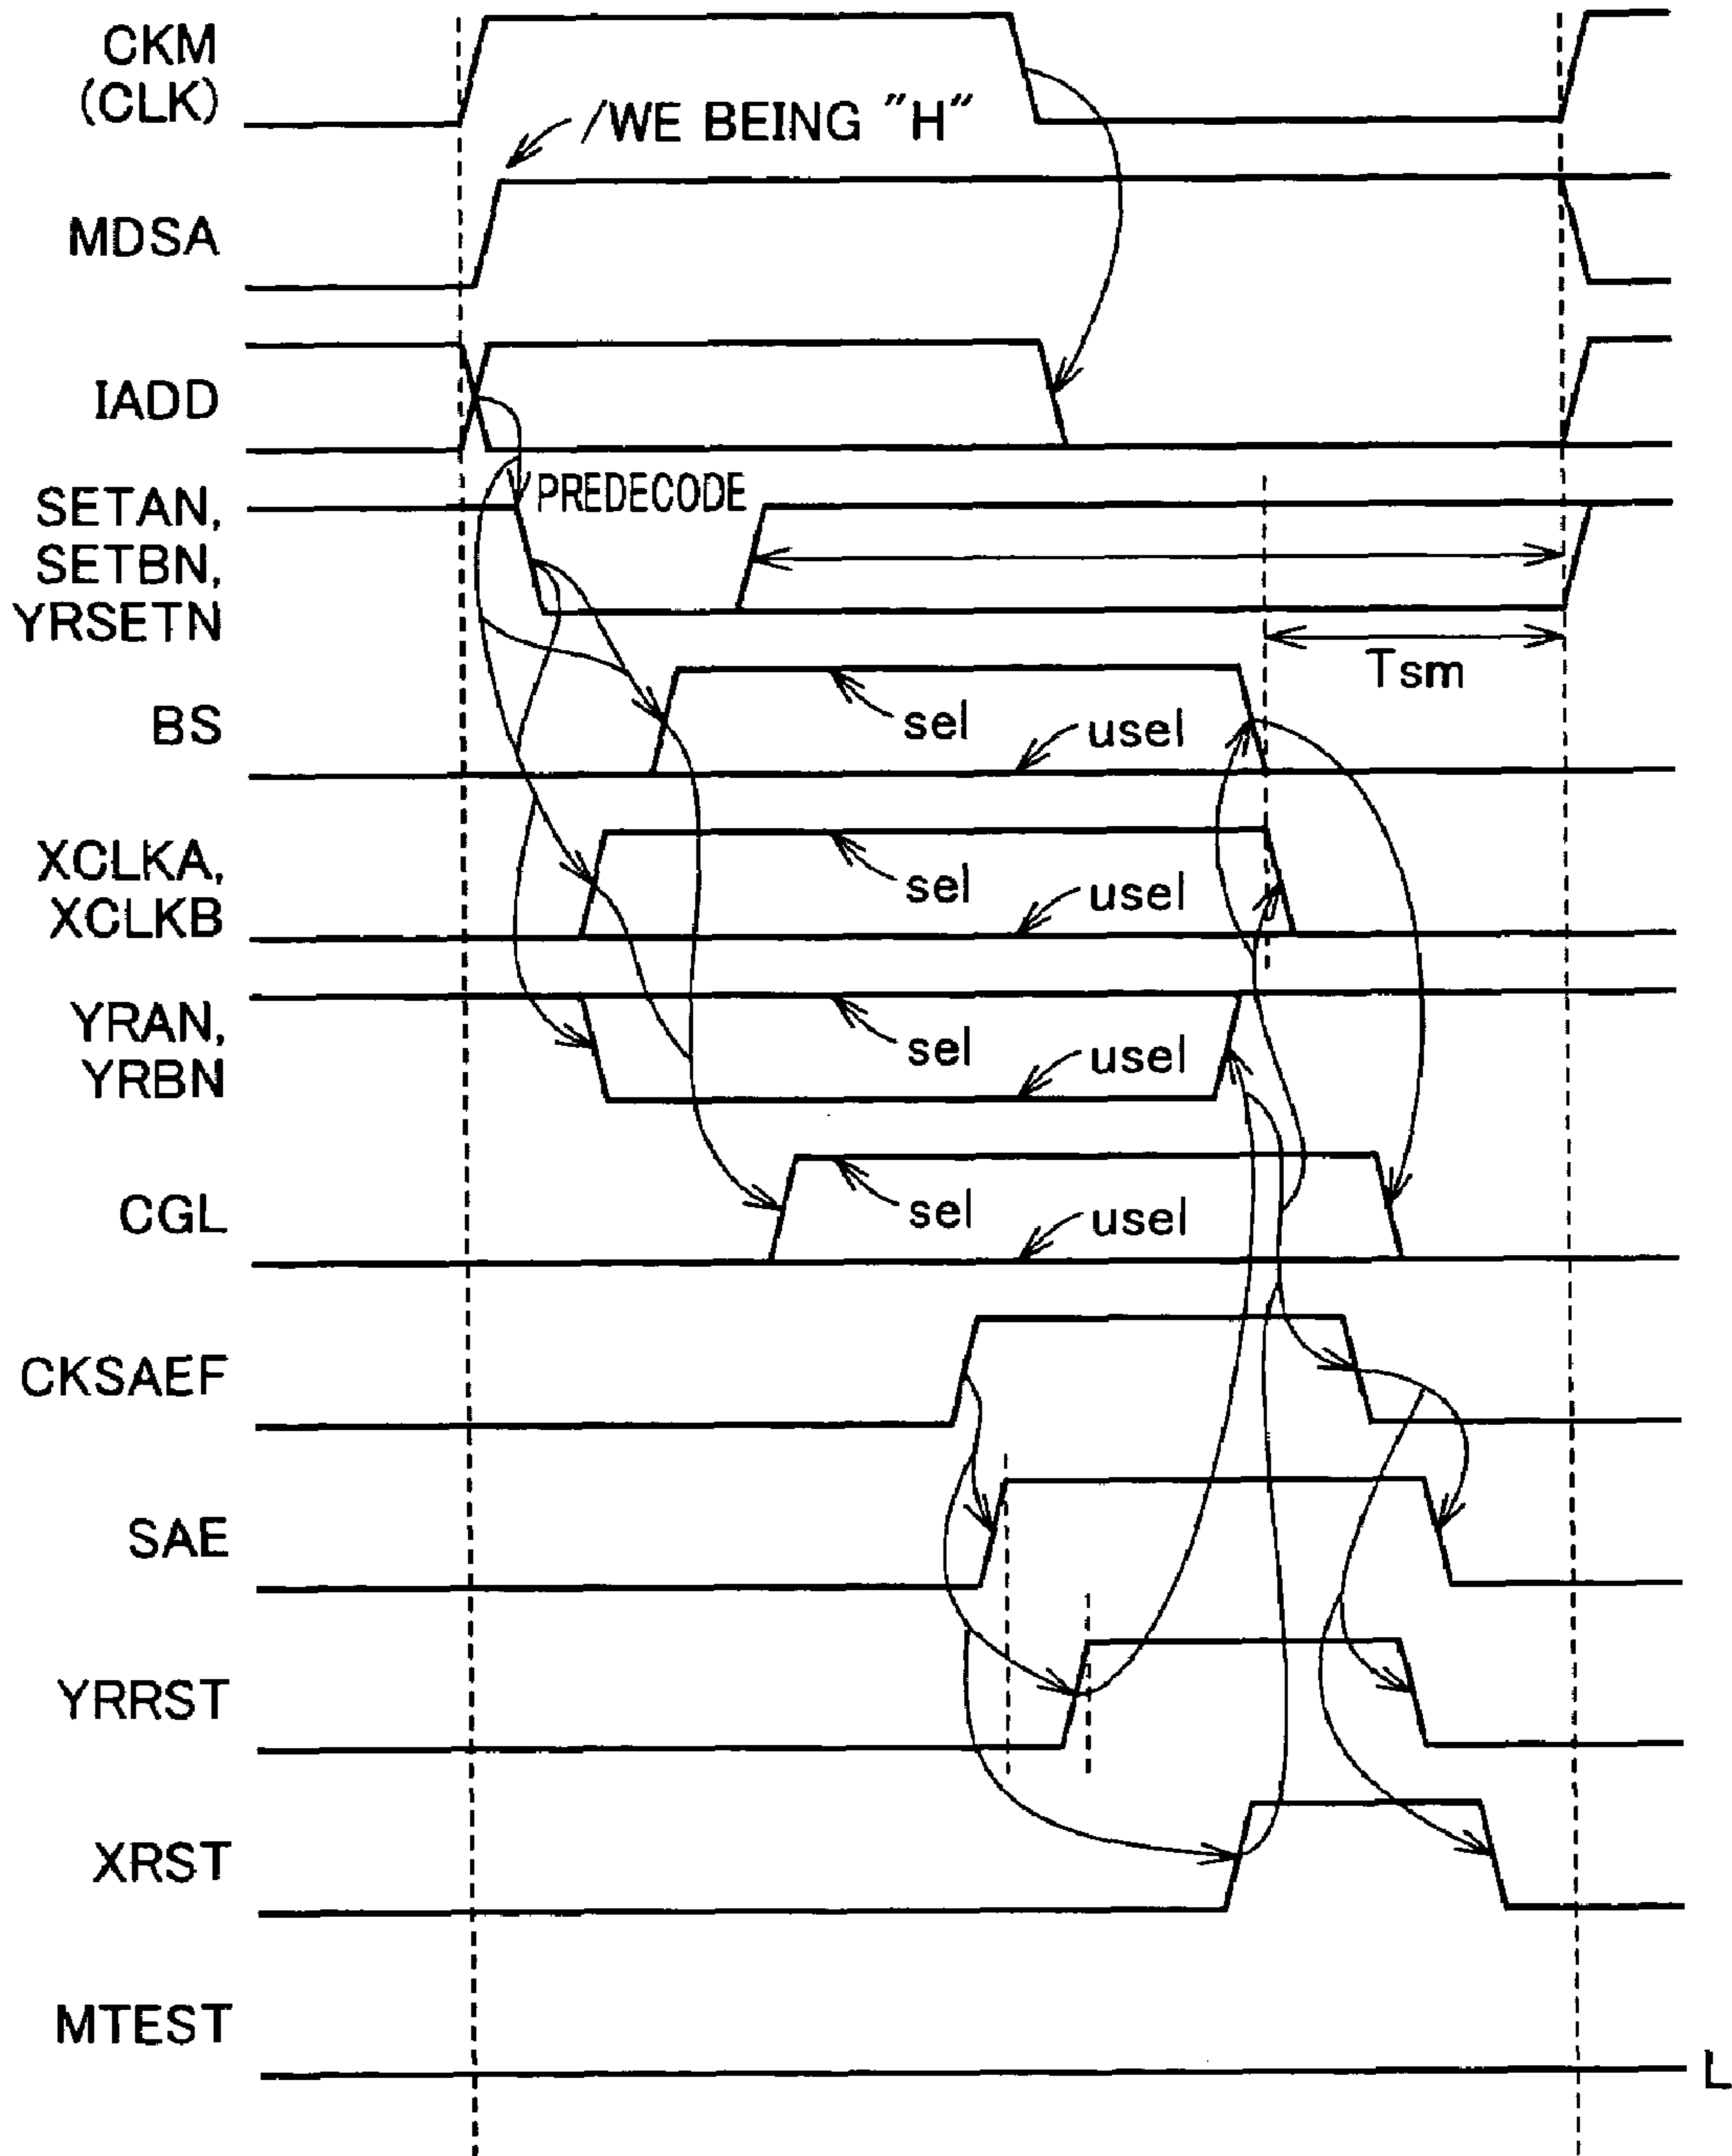 CKM
(CLK)
/WE BEING "H"
MDSA
IADD
PREDECODE
SETAN,
SETBN,
YRSETN
Tsm
BS
sel
usel
XCLKA,
XCLKB
sel
usel
YRAN,
YRBN
sel
usel
CGL
sel
usel
CKSAEF
SAE
YRRST
XRST
MTEST
L